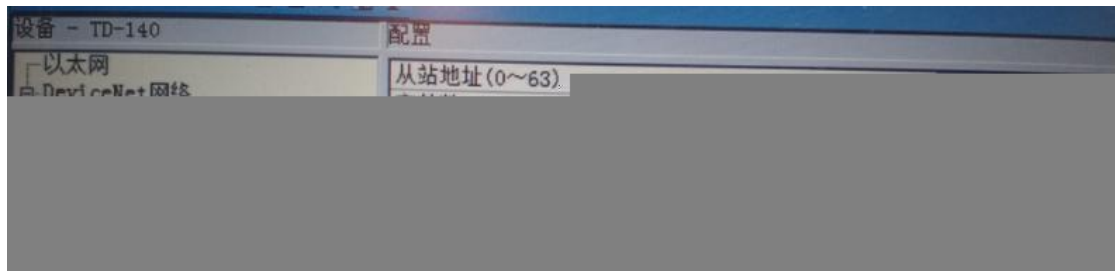 设备 - TD-140
配置
以太网
从站地址(0~63)
DeviceNet网络